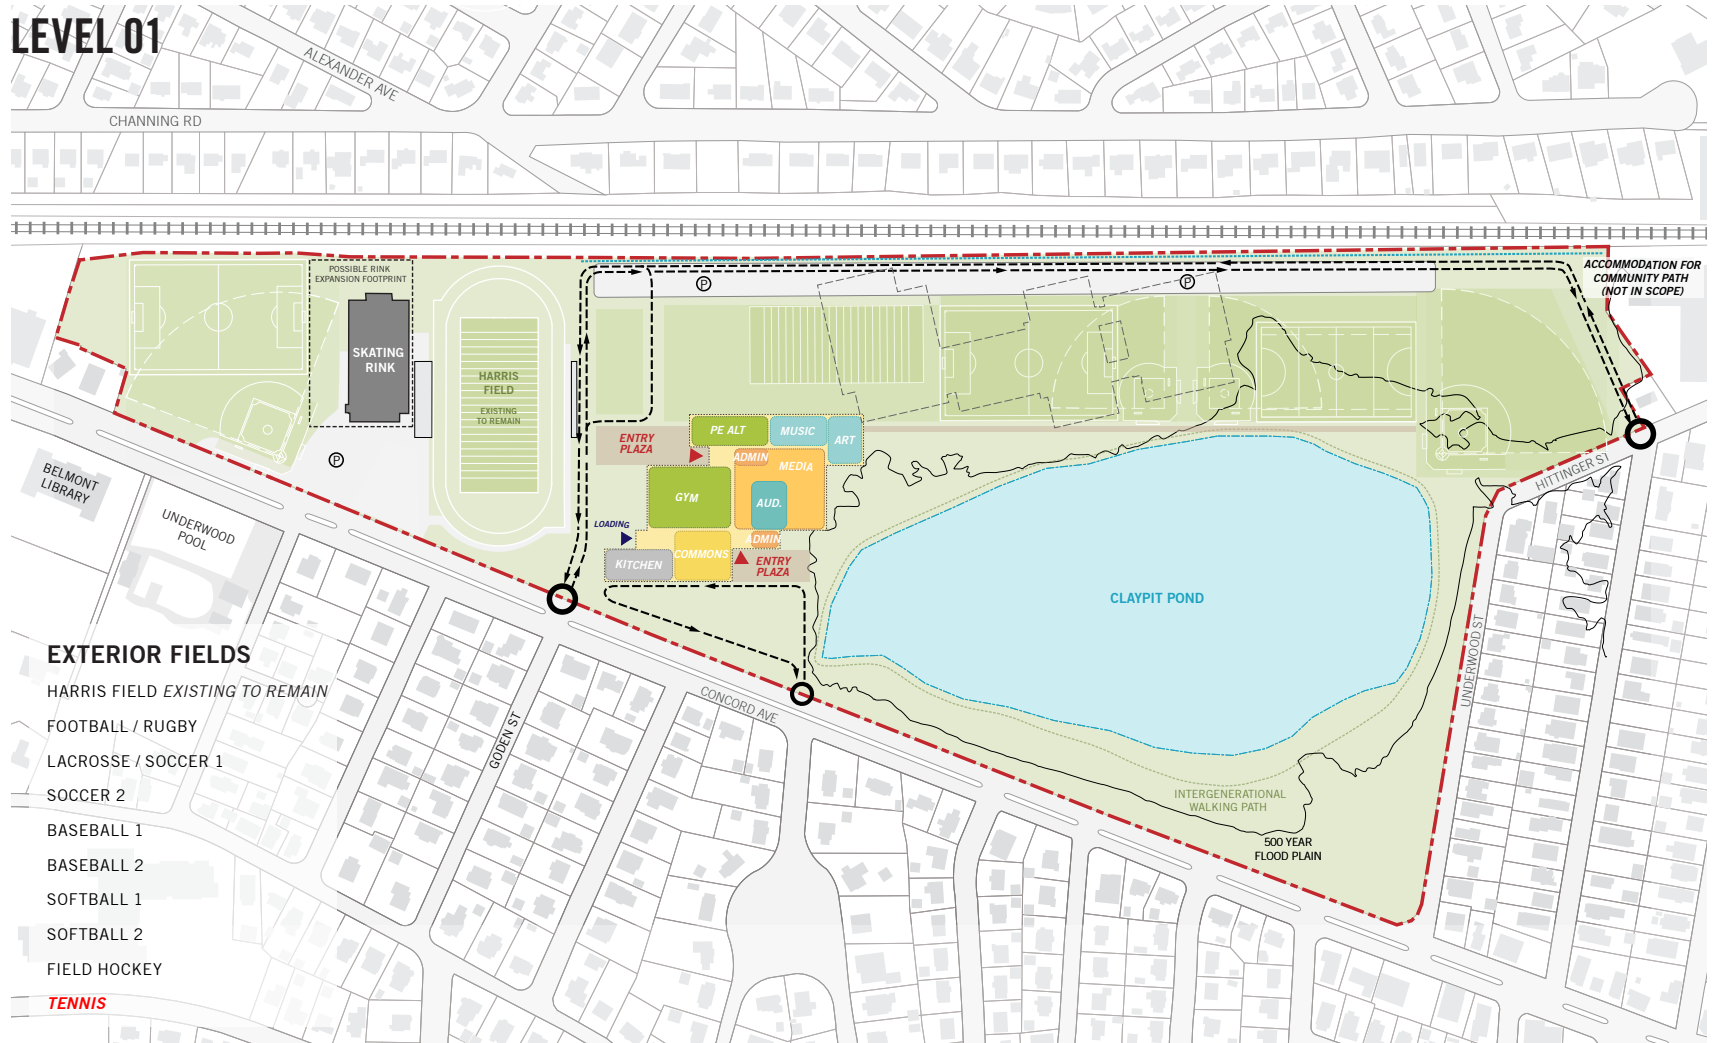 LEVEL 01
ALEXANDER AVE
CHANNING RD
POSSIBLE RINK
EXPANSION FOOTPRINT
SKATING
RINK
HARRIS
FIELD
EXISTING
TO REMAIN
P
P
P
ACCOMMODATION FOR
COMMUNITY PATH
(NOT IN SCOPE)
ENTRY
PLAZA
PE ALT
MUSIC
ART
ADMIN
MEDIA
GYM
AUD.
LOADING
ADMIN
COMMONS
KITCHEN
ENTRY
PLAZA
BELMONT
LIBRARY
UNDERWOOD
POOL
HITTINGER ST
CLAYPIT POND
UNDERWOOD ST
CONCORD AVE
GODEN ST
INTERGENERATIONAL
WALKING PATH
500 YEAR
FLOOD PLAIN
EXTERIOR FIELDS
HARRIS FIELD EXISTING TO REMAIN
FOOTBALL / RUGBY
LACROSSE / SOCCER 1
SOCCER 2
BASEBALL 1
BASEBALL 2
SOFTBALL 1
SOFTBALL 2
FIELD HOCKEY
TENNIS